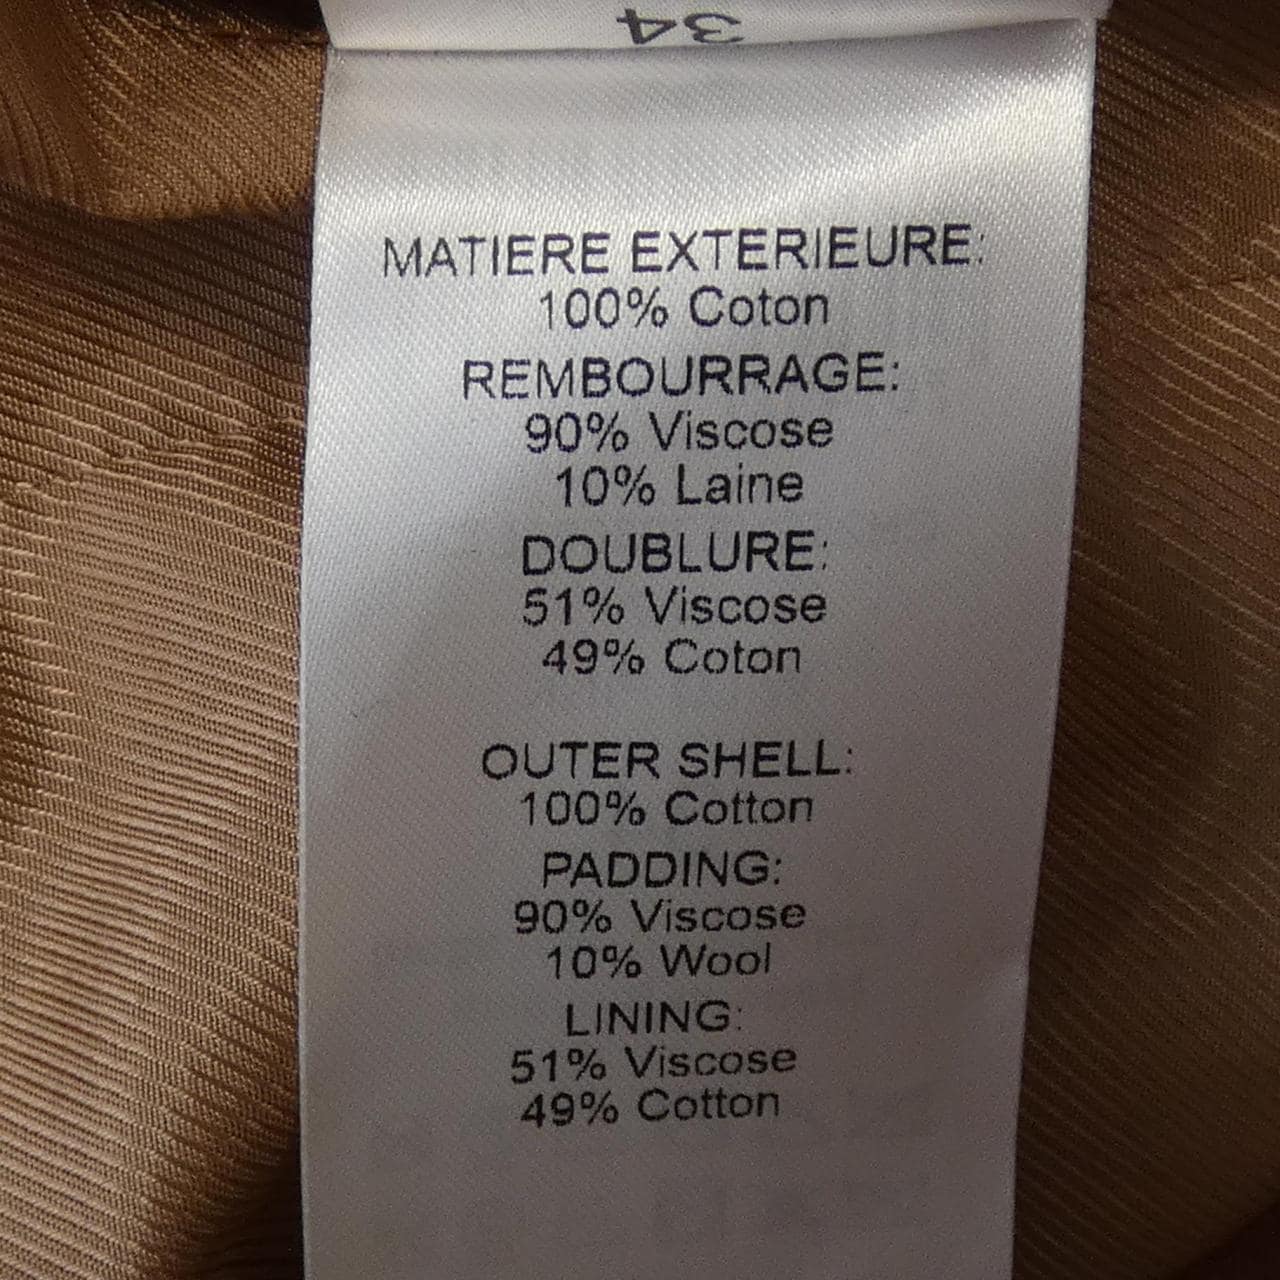 34
MATIERE EXTERIEURE:
100% Coton
REMBOURRAGE:
90% Viscose
10% Laine
DOUBLURE:
51% Viscose
49% Coton
OUTER SHELL:
100% Cotton
PADDING:
90% Viscose
10% Wool
LINING:
51% Viscose
49% Cotton